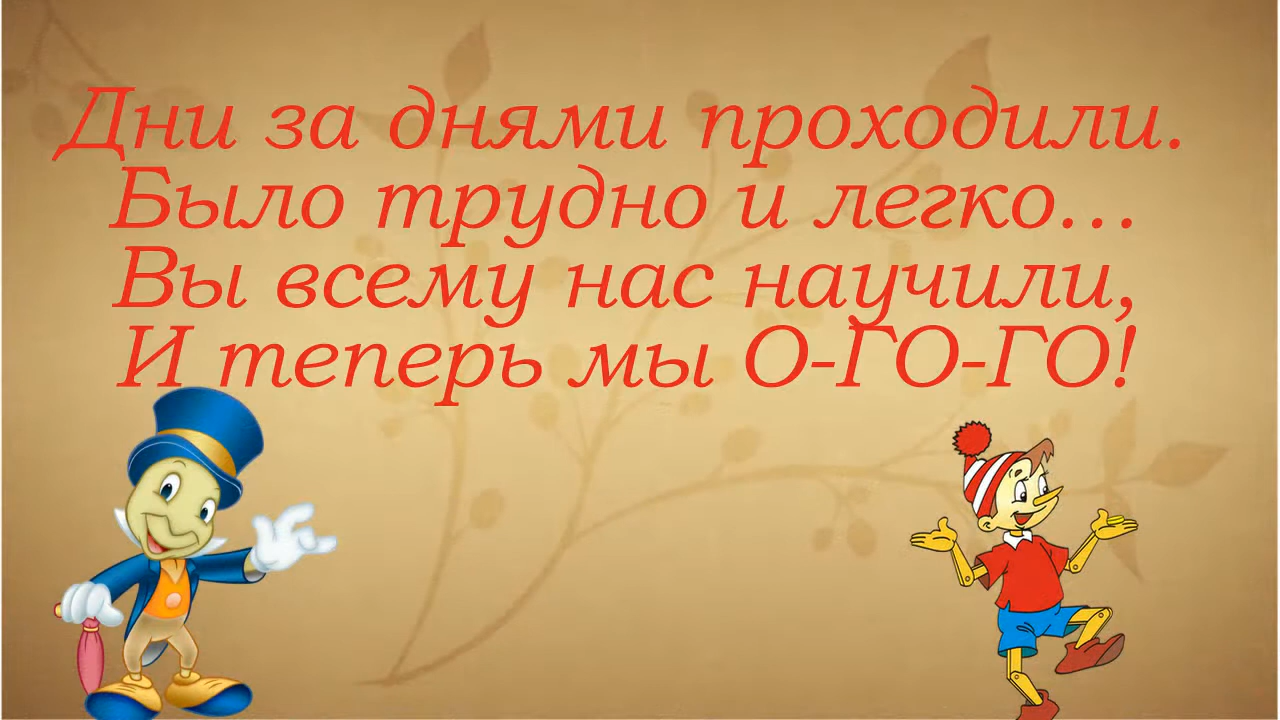 Дни за днями проходили.
Было трудно и легко...
Вы всему нас научили,
И теперь мы О-ГО-ГО!